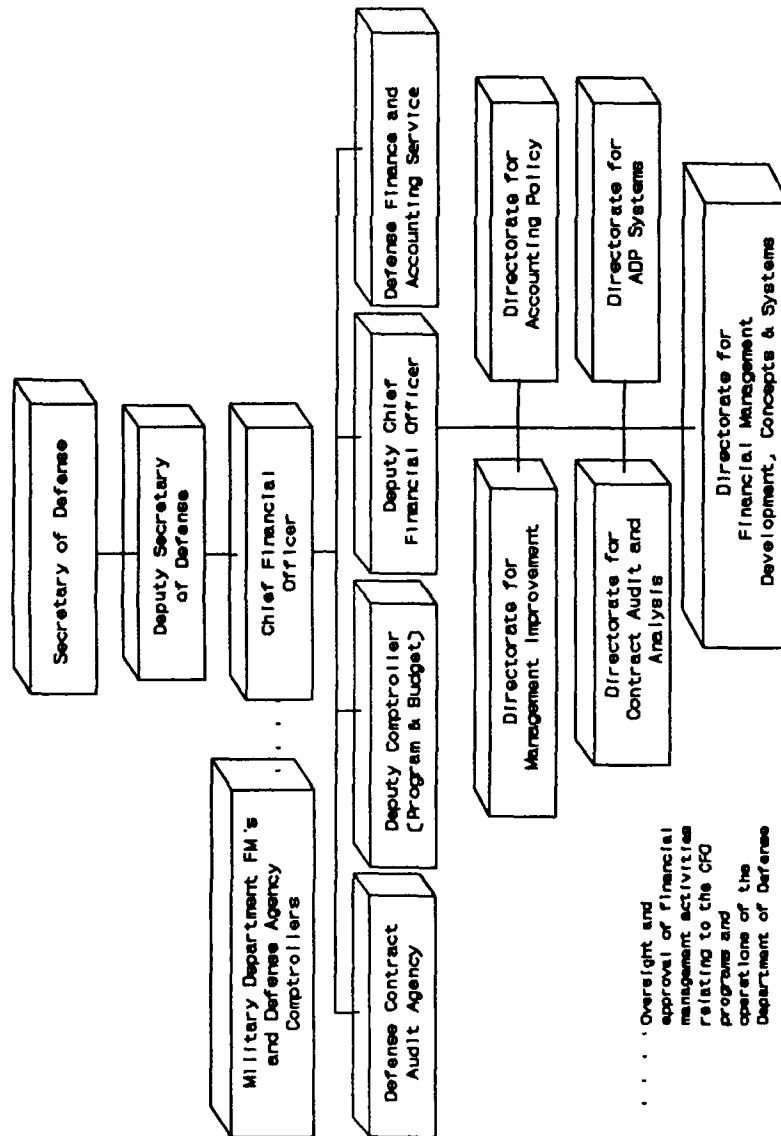 Secretary of Defense
Deputy Secretary
of Defense
Chief Financial
Officer
Military Department FM's
and Defense Agency
Comptrollers
. . . .
Defense Contract
Audit Agency
Deputy Comptroller
(Program & Budget)
Deputy Chief
Financial Officer
Defense Finance and
Accounting Service
Directorate for
Management Improvement
Directorate for
Accounting Policy
Directorate for
Contract Audit and
Analysis
Directorate for
ADP Systems
Directorate for
Financial Management
Development, Concepts & Systems
. . . . Oversight and
approval of financial
management activities
relating to the CFO
programs and
operations of the
Department of Defense